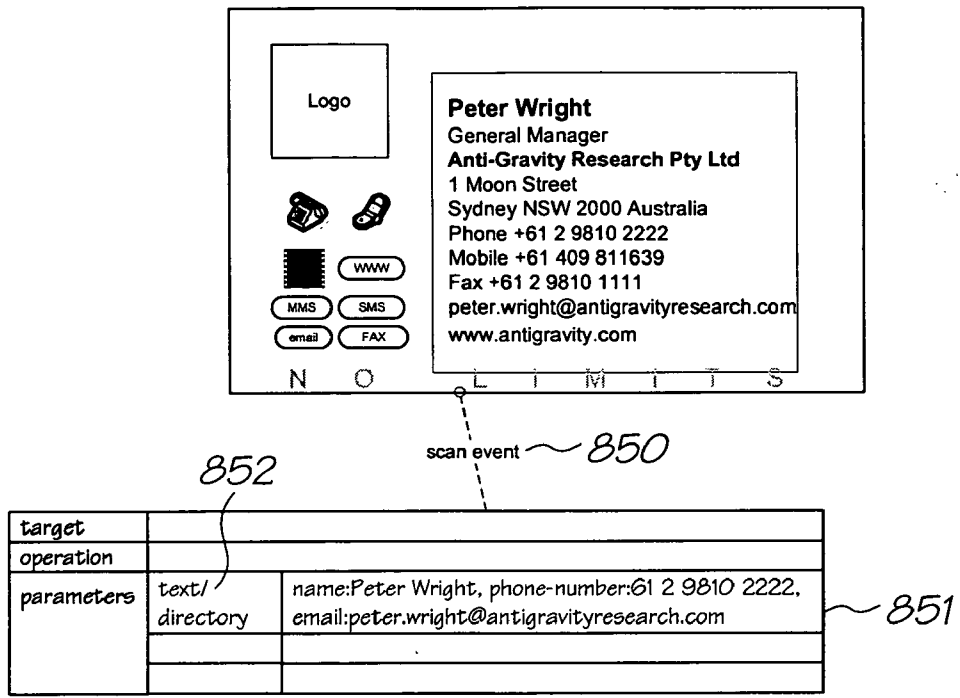 Logo
Peter Wright
General Manager
Anti-Gravity Research Pty Ltd
1 Moon Street
Sydney NSW 2000 Australia
Phone +61 2 9810 2222
Mobile +61 409 811639
Fax +61 2 9810 1111
peter.wright@antigravityresearch.com
www.antigravity.com
WWW
MMS SMS
email FAX
N O L I M I T S
scan event 850
852
target
operation
parameters text/ name:Peter Wright, phone-number:61 2 9810 2222,
directory email:peter.wright@antigravityresearch.com
851